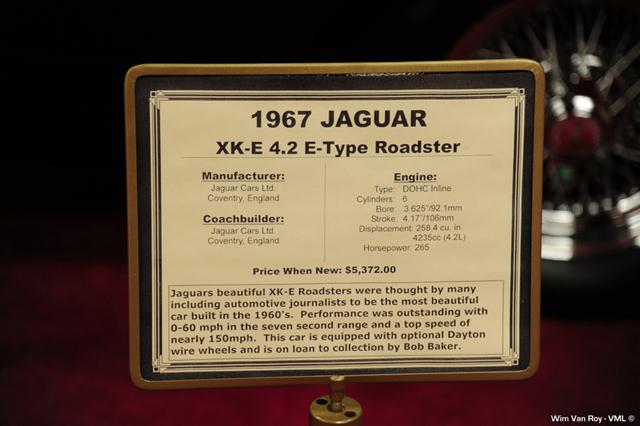 1967 JAGUAR
XK-E 4.2 E-Type Roadster
Manufacturer:
Jaguar Cars Ltd.
Coventry, England
Coachbuilder:
Jaguar Cars Ltd.
Coventry, England
Engine:
Type: DOHC Inline
Cylinders: 6
Bore: 3.625"/92.1mm
Stroke: 4.17"/106mm
Displacement: 258.4 cu. in.
4235cc (4.2L)
Horsepower: 265
Price When New: $5,372.00
Jaguars beautiful XK-E Roadsters were thought by many
including automotive journalists to be the most beautiful
car built in the 1960's. Performance was outstanding with
0-60 mph in the seven second range and a top speed of
nearly 150mph. This car is equipped with optional Dayton
wire wheels and is on loan to collection by Bob Baker.
Wim Van Roy - VML ©